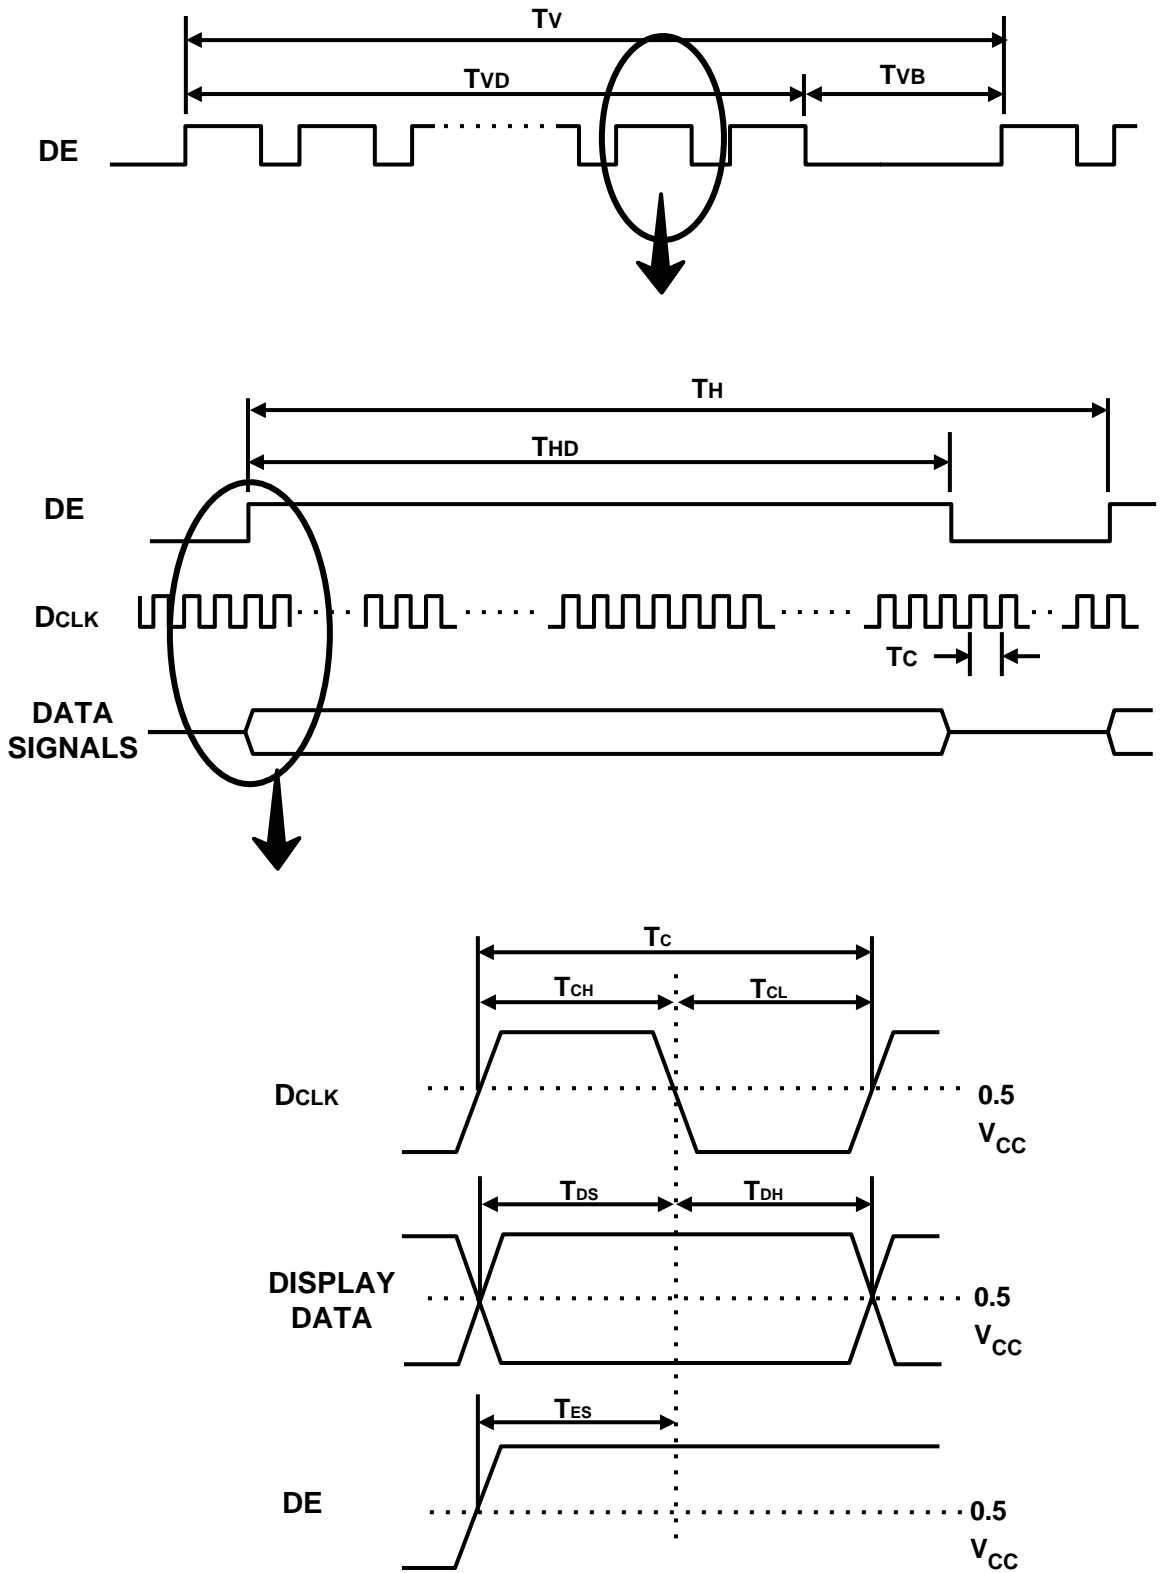 TV
TVD
TVB
DE
TH
THD
DE
DCLK
TC
DATA
SIGNALS
TC
TCH
TCL
DCLK
0.5
VCC
TDS
TDH
DISPLAY
DATA
0.5
VCC
TES
DE
0.5
VCC